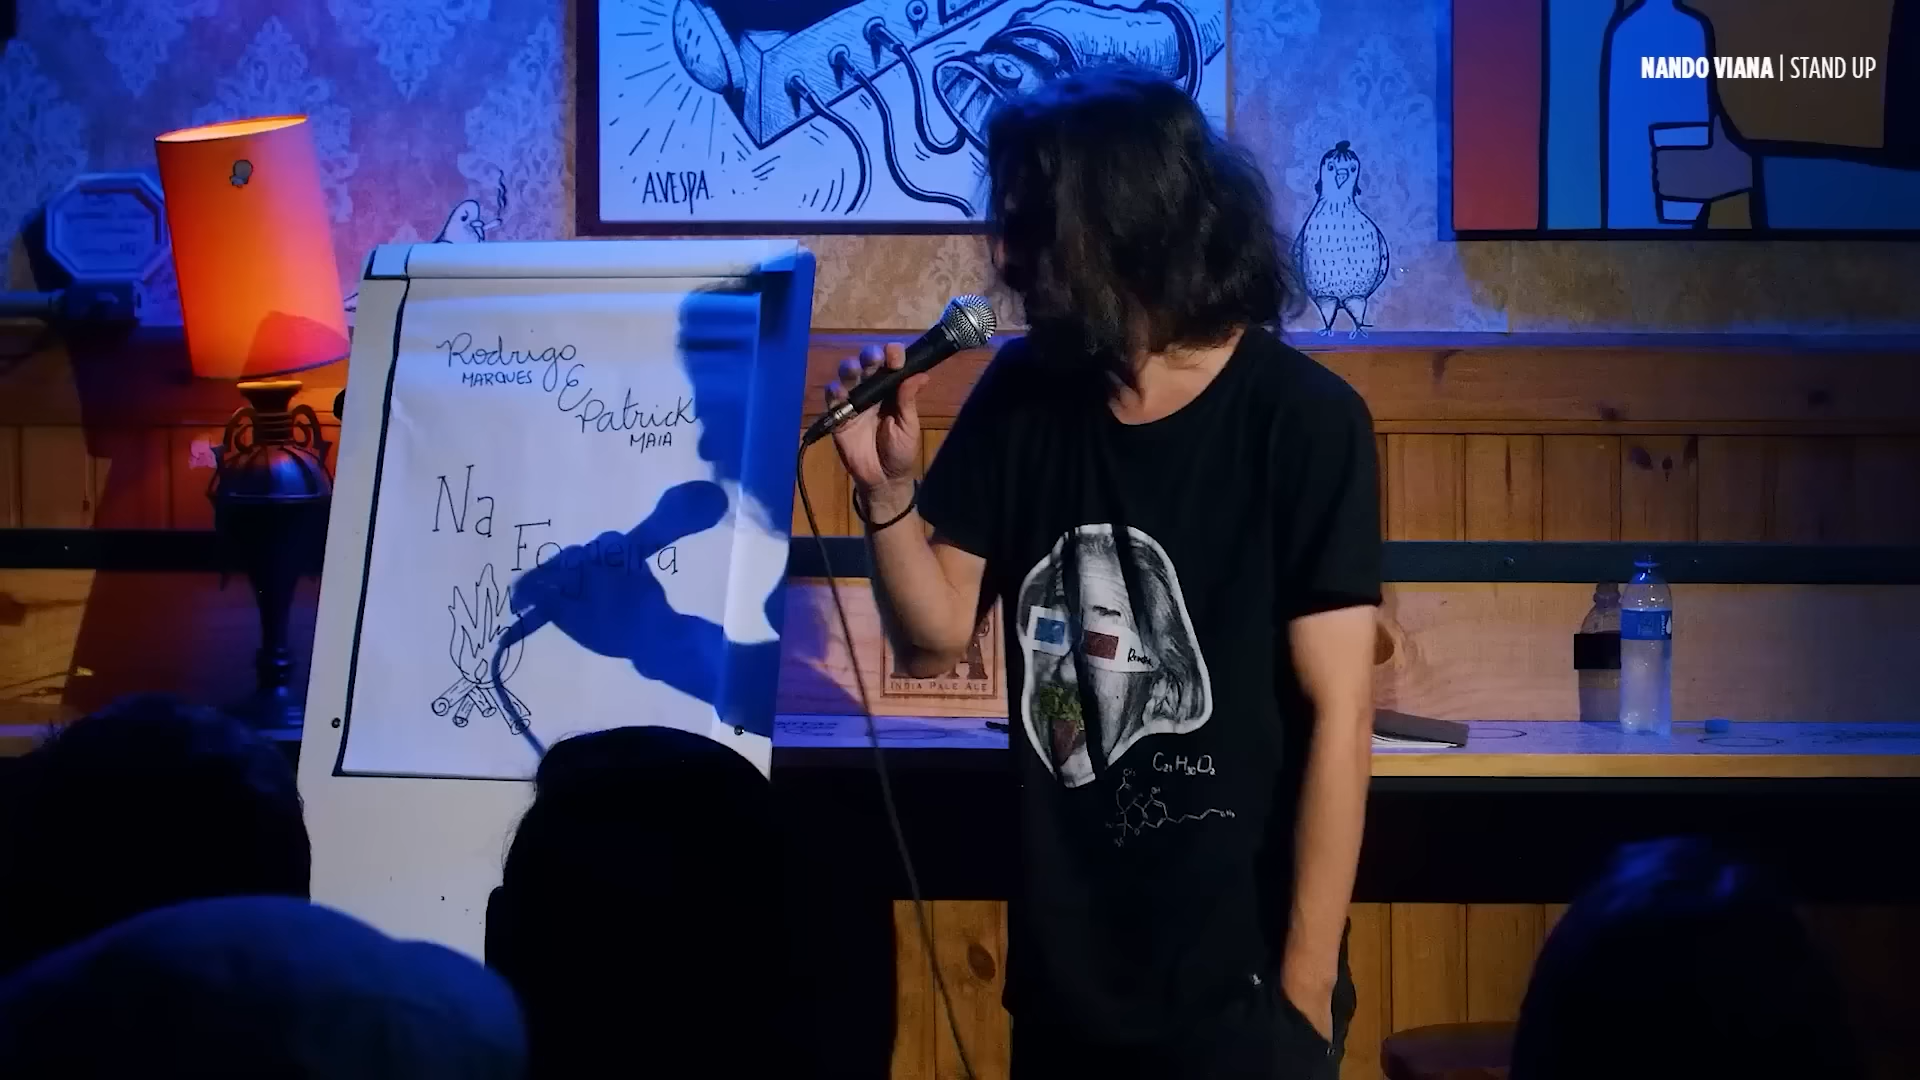 NANDO VIANA | STAND UP
A.VESPA.
Rodrigo
MARQUES
E
Patrick
MAIA
Na
Fogueira
INDIA PALE ALE
C₂₁H₃₀O₂